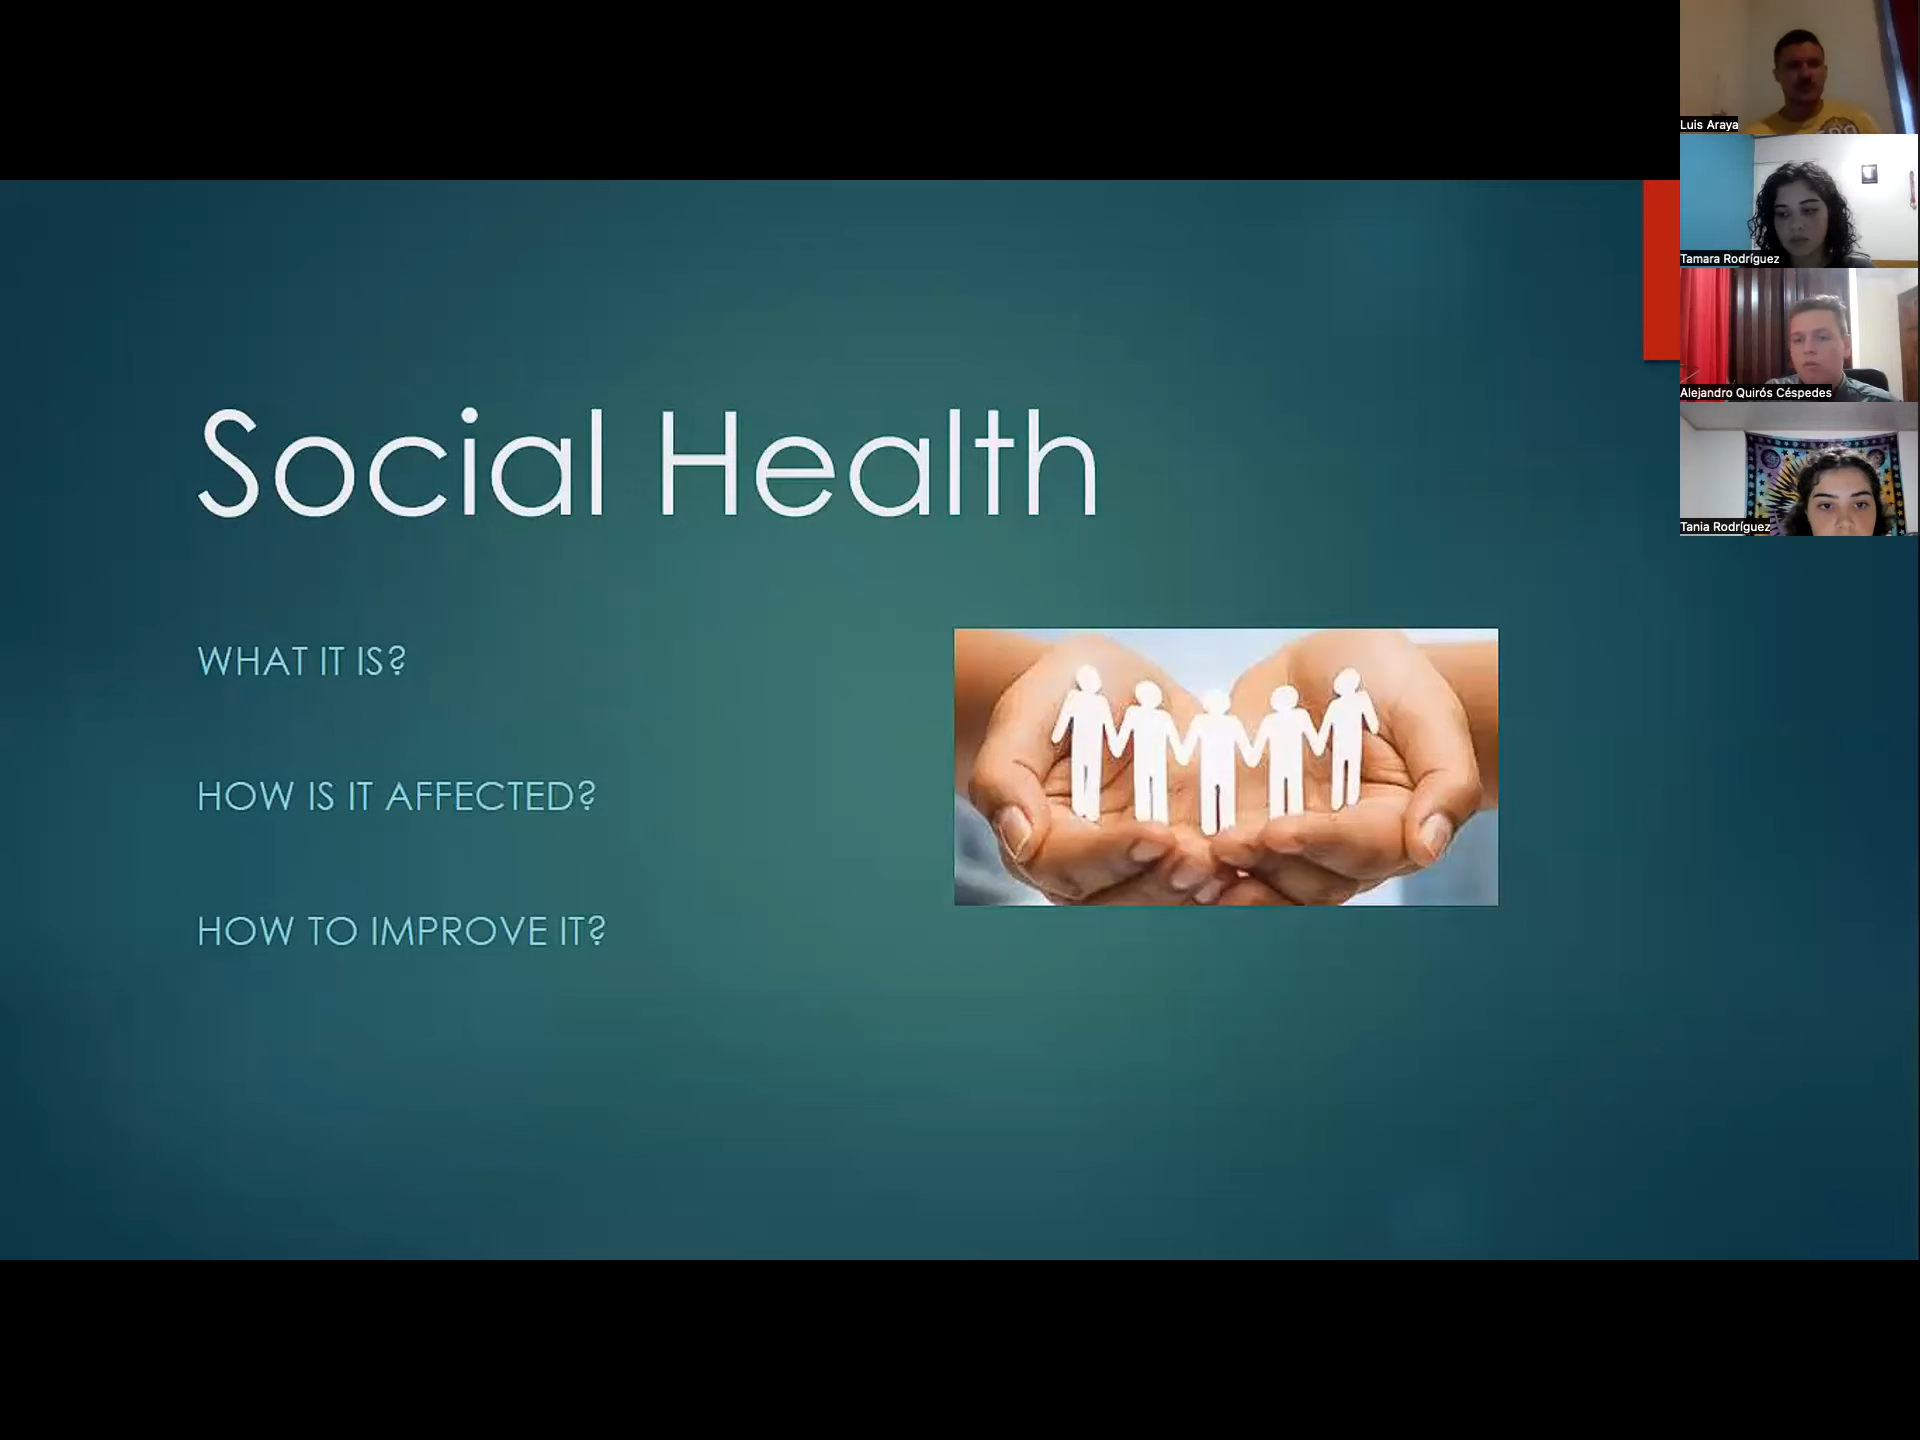 Social Health
WHAT IT IS?
HOW IS IT AFFECTED?
HOW TO IMPROVE IT?
Luis Araya
Tamara Rodríguez
Alejandro Quirós Céspedes
Tania Rodríguez